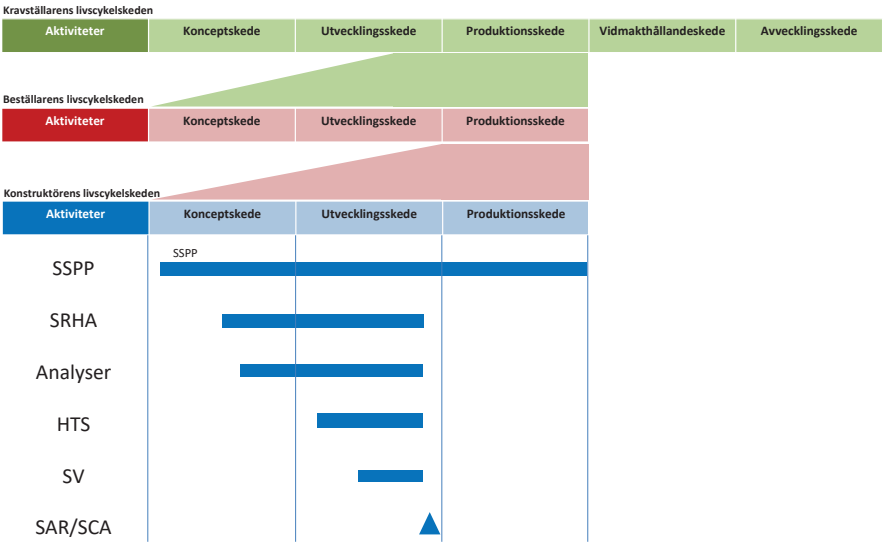 Kravställarens livscykelskeden
Aktiviteter Konceptskede Utvecklingsskede Produktionsskede Vidmakthållandeskede Avvecklingsskede
Beställarens livscykelskeden
Aktiviteter Konceptskede Utvecklingsskede Produktionsskede
Konstruktörens livscykelskeden
Aktiviteter Konceptskede Utvecklingsskede Produktionsskede
SSPP
SSPP
SRHA
Analyser
HTS
SV
SAR/SCA